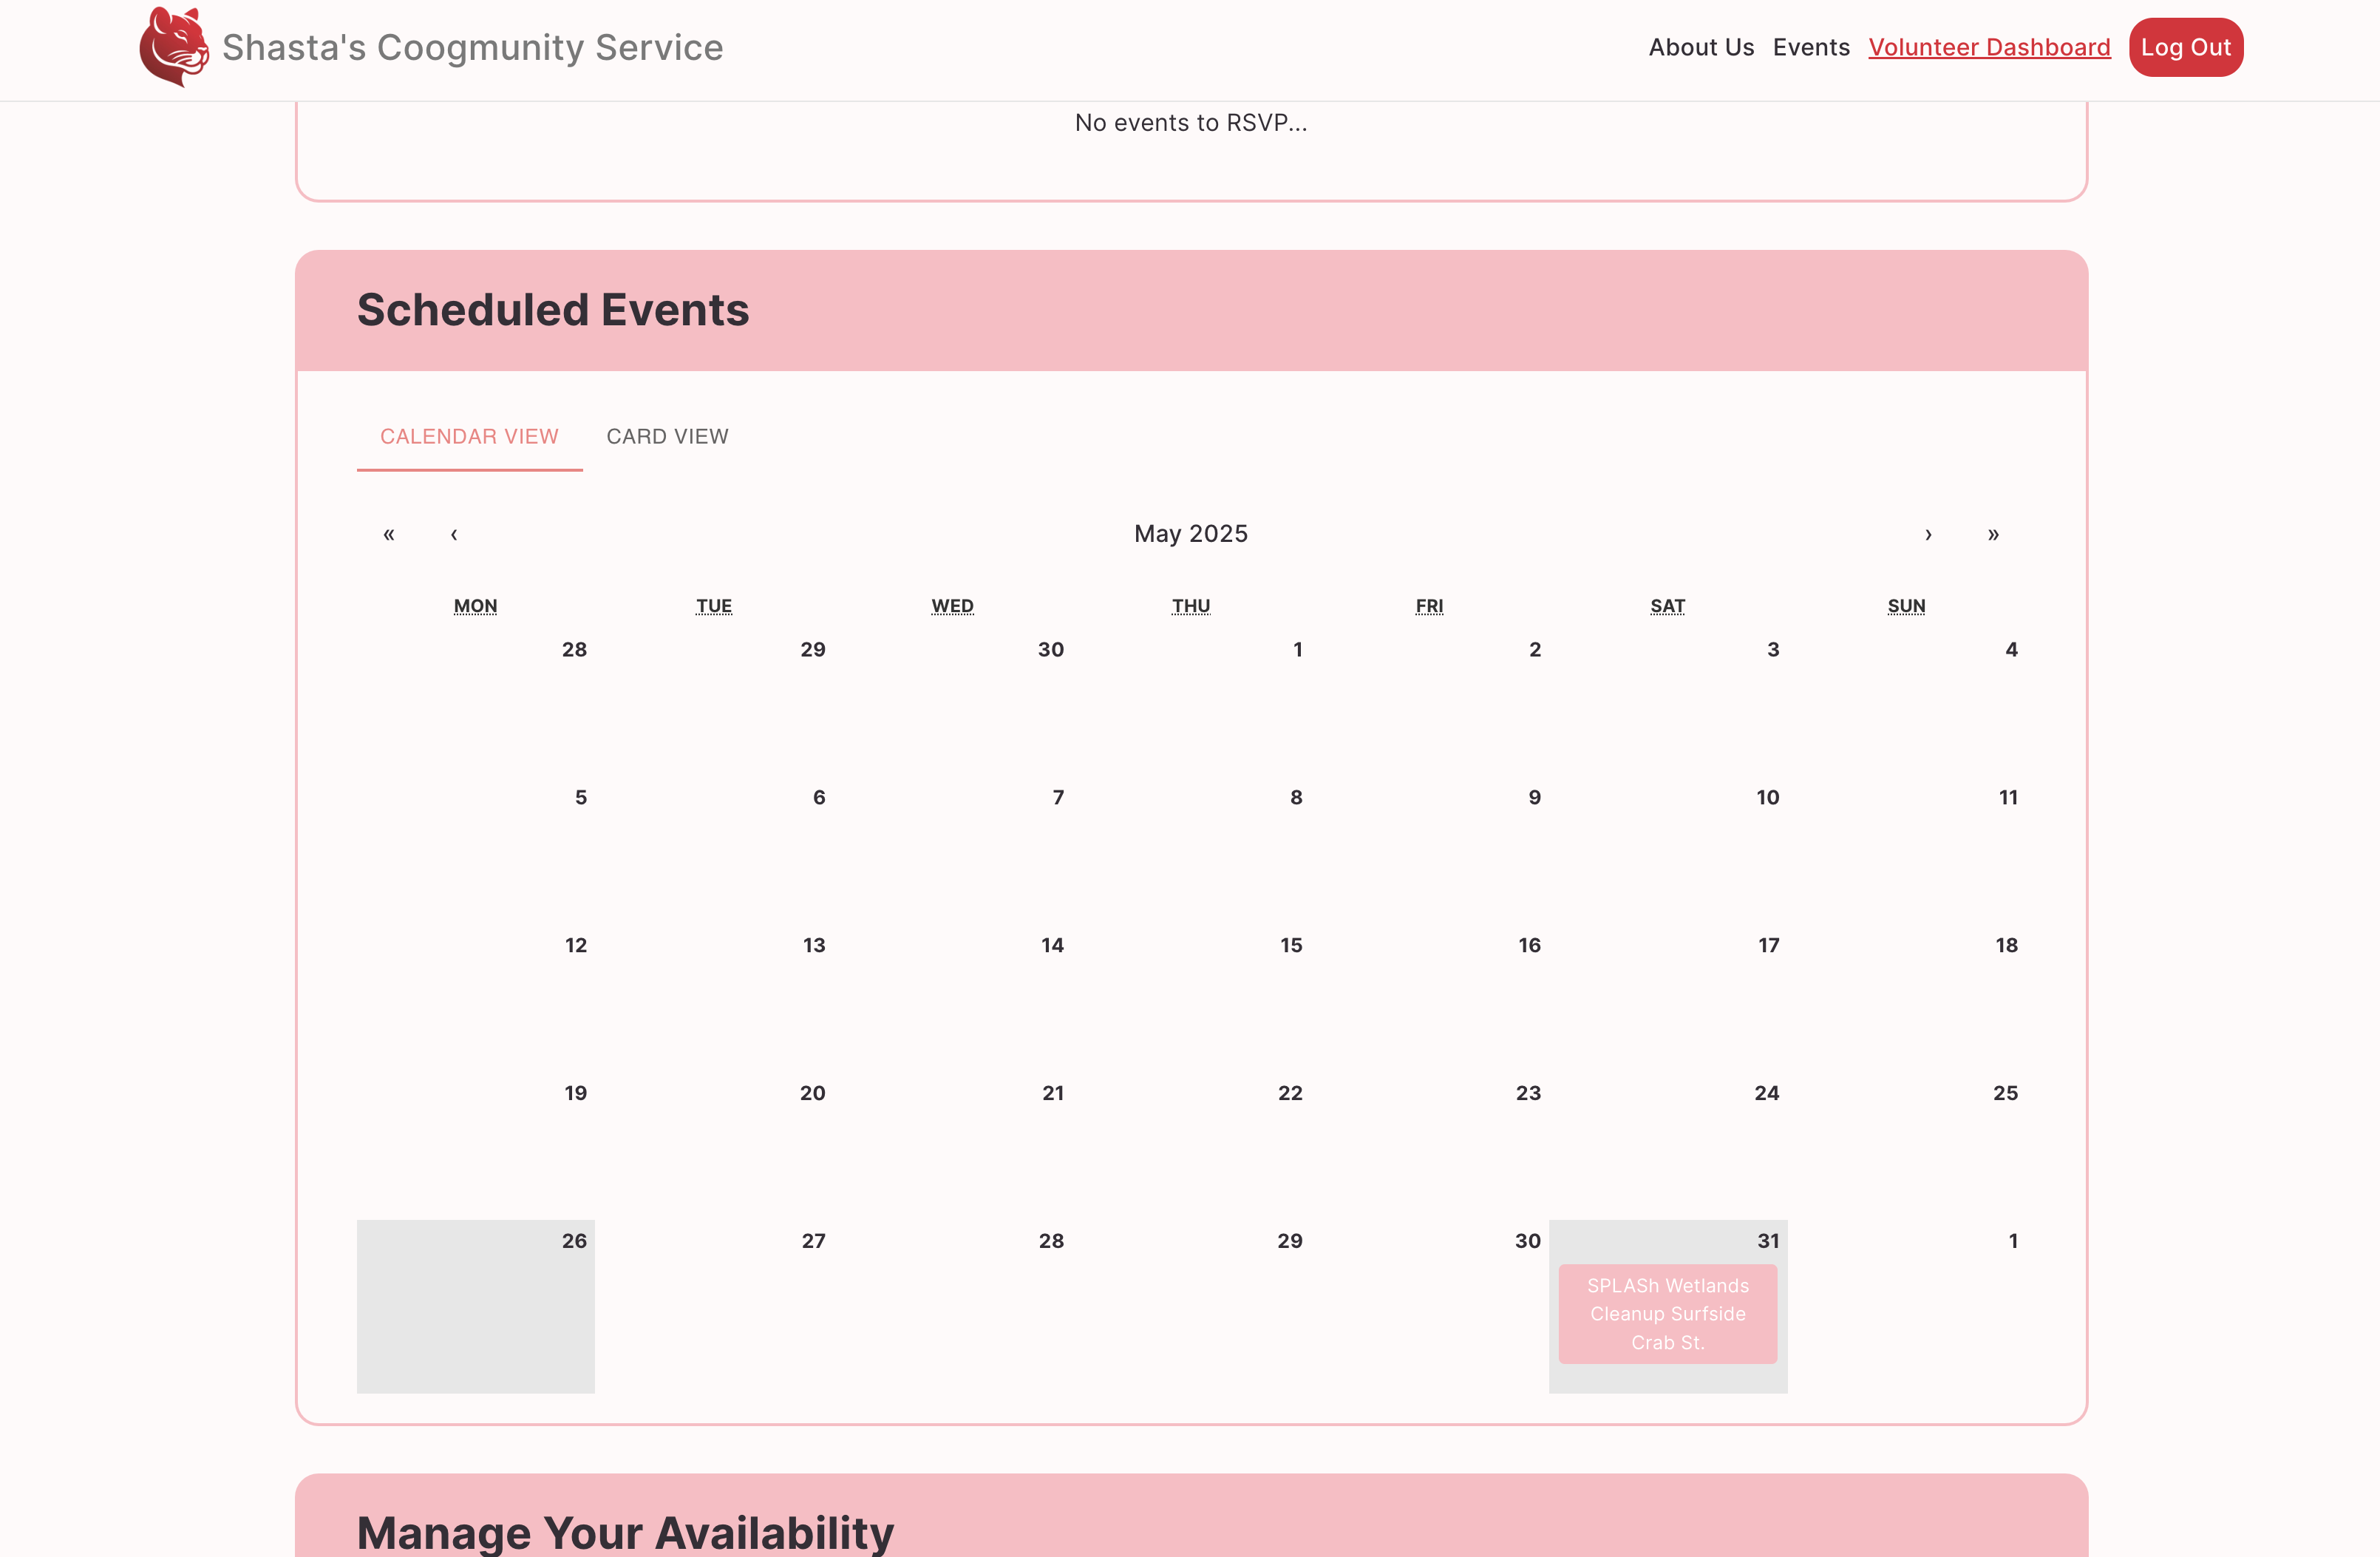 Shasta's Coogmunity Service
About Us Events Volunteer Dashboard Log Out
No events to RSVP...
Scheduled Events
CALENDAR VIEW CARD VIEW
« ‹ May 2025 › »
MON TUE WED THU FRI SAT SUN
28 29 30 1 2 3 4
5 6 7 8 9 10 11
12 13 14 15 16 17 18
19 20 21 22 23 24 25
26 27 28 29 30 31 1
SPLASh Wetlands
Cleanup Surfside
Crab St.
Manage Your Availability